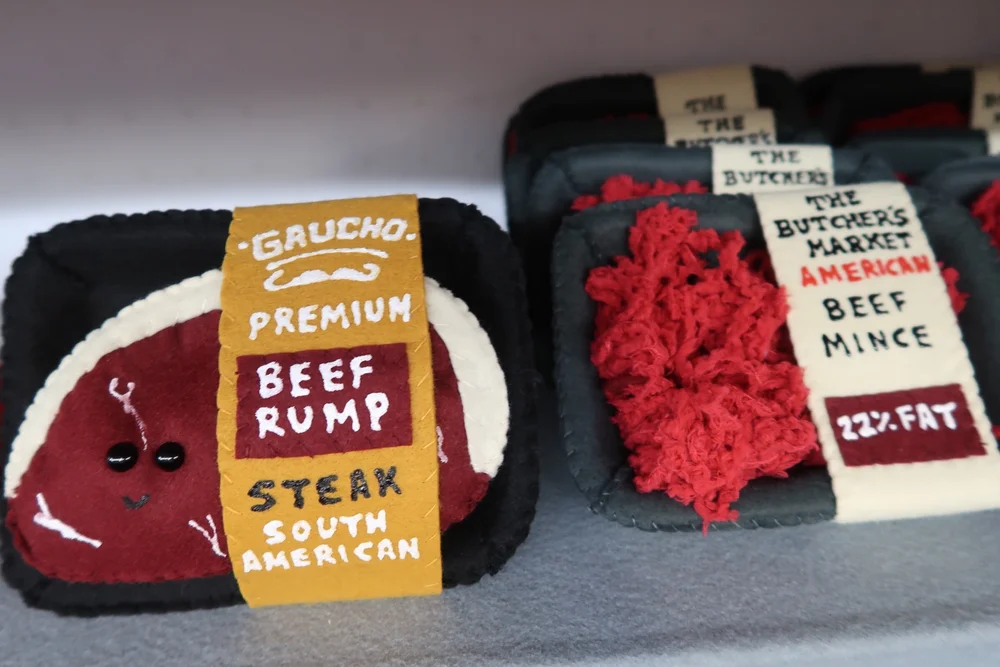 ·GAUCHO·
PREMIUM
BEEF
RUMP
STEAK
SOUTH
AMERICAN
THE
THE
BUTCHER'S
THE
BUTCHER'S
THE
BUTCHER'S
MARKET
AMERICAN
BEEF
MINCE
22% FAT